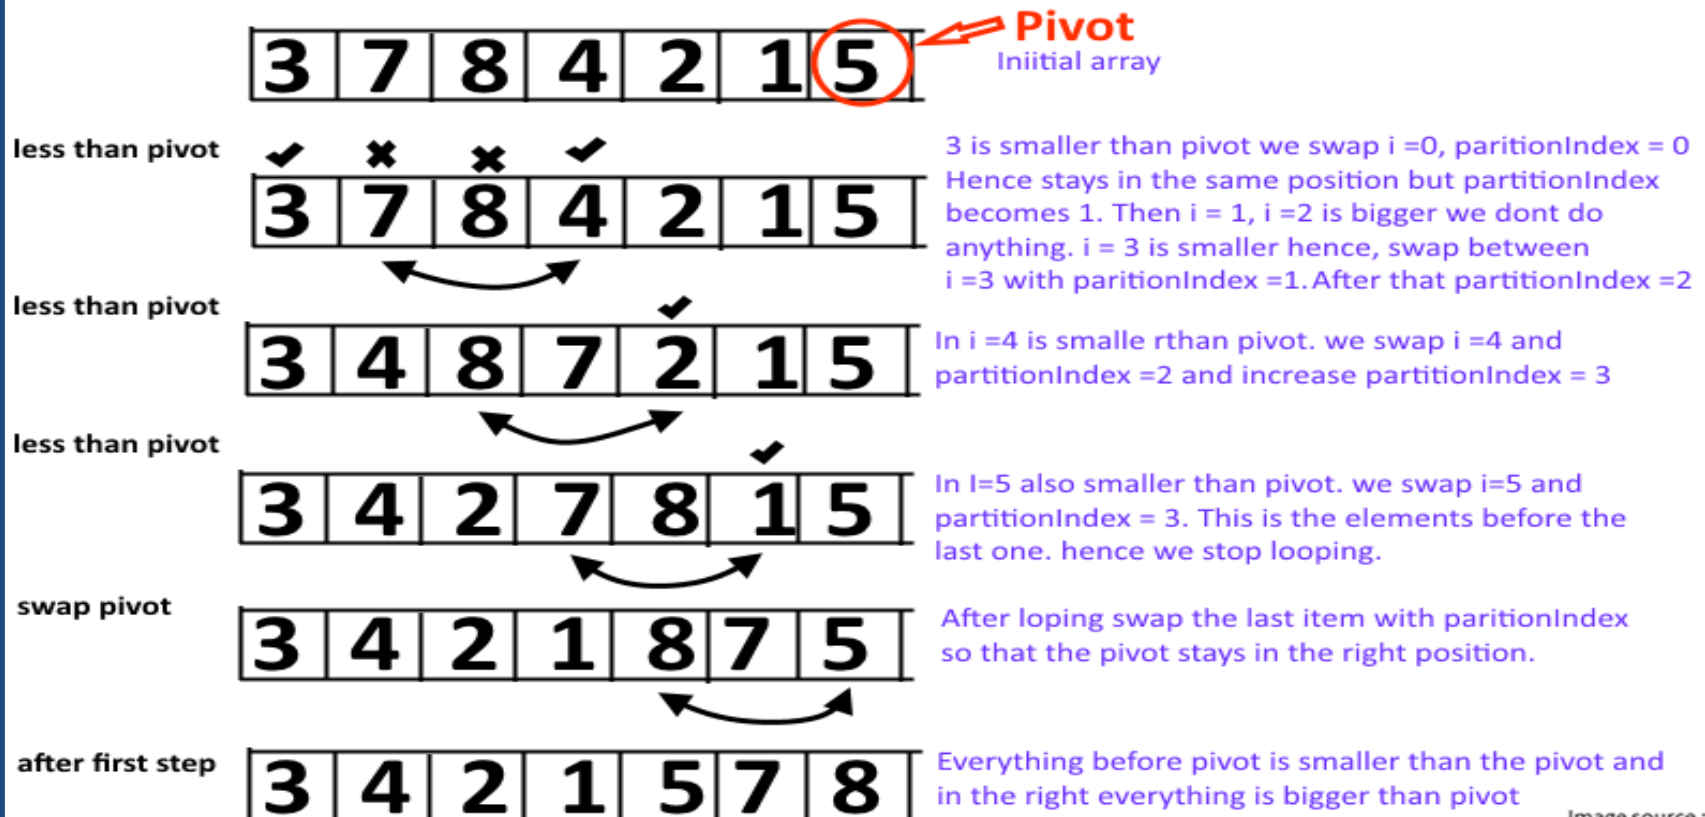 Pivot
3 7 8 4 2 1 5
Iniitial array
less than pivot
3 7 8 4 2 1 5
3 is smaller than pivot we swap i =0, paritionIndex = 0
Hence stays in the same position but partitionIndex
becomes 1. Then i = 1, i =2 is bigger we dont do
anything. i = 3 is smaller hence, swap between
i =3 with paritionIndex =1. After that partitionIndex =2
less than pivot
3 4 8 7 2 1 5
In i =4 is smalle rthan pivot. we swap i =4 and
partitionIndex =2 and increase partitionIndex = 3
less than pivot
3 4 2 7 8 1 5
In I=5 also smaller than pivot. we swap i=5 and
partitionIndex = 3. This is the elements before the
last one. hence we stop looping.
swap pivot
3 4 2 1 8 7 5
After loping swap the last item with paritionIndex
so that the pivot stays in the right position.
after first step
3 4 2 1 5 7 8
Everything before pivot is smaller than the pivot and
in the right everything is bigger than pivot
Image source